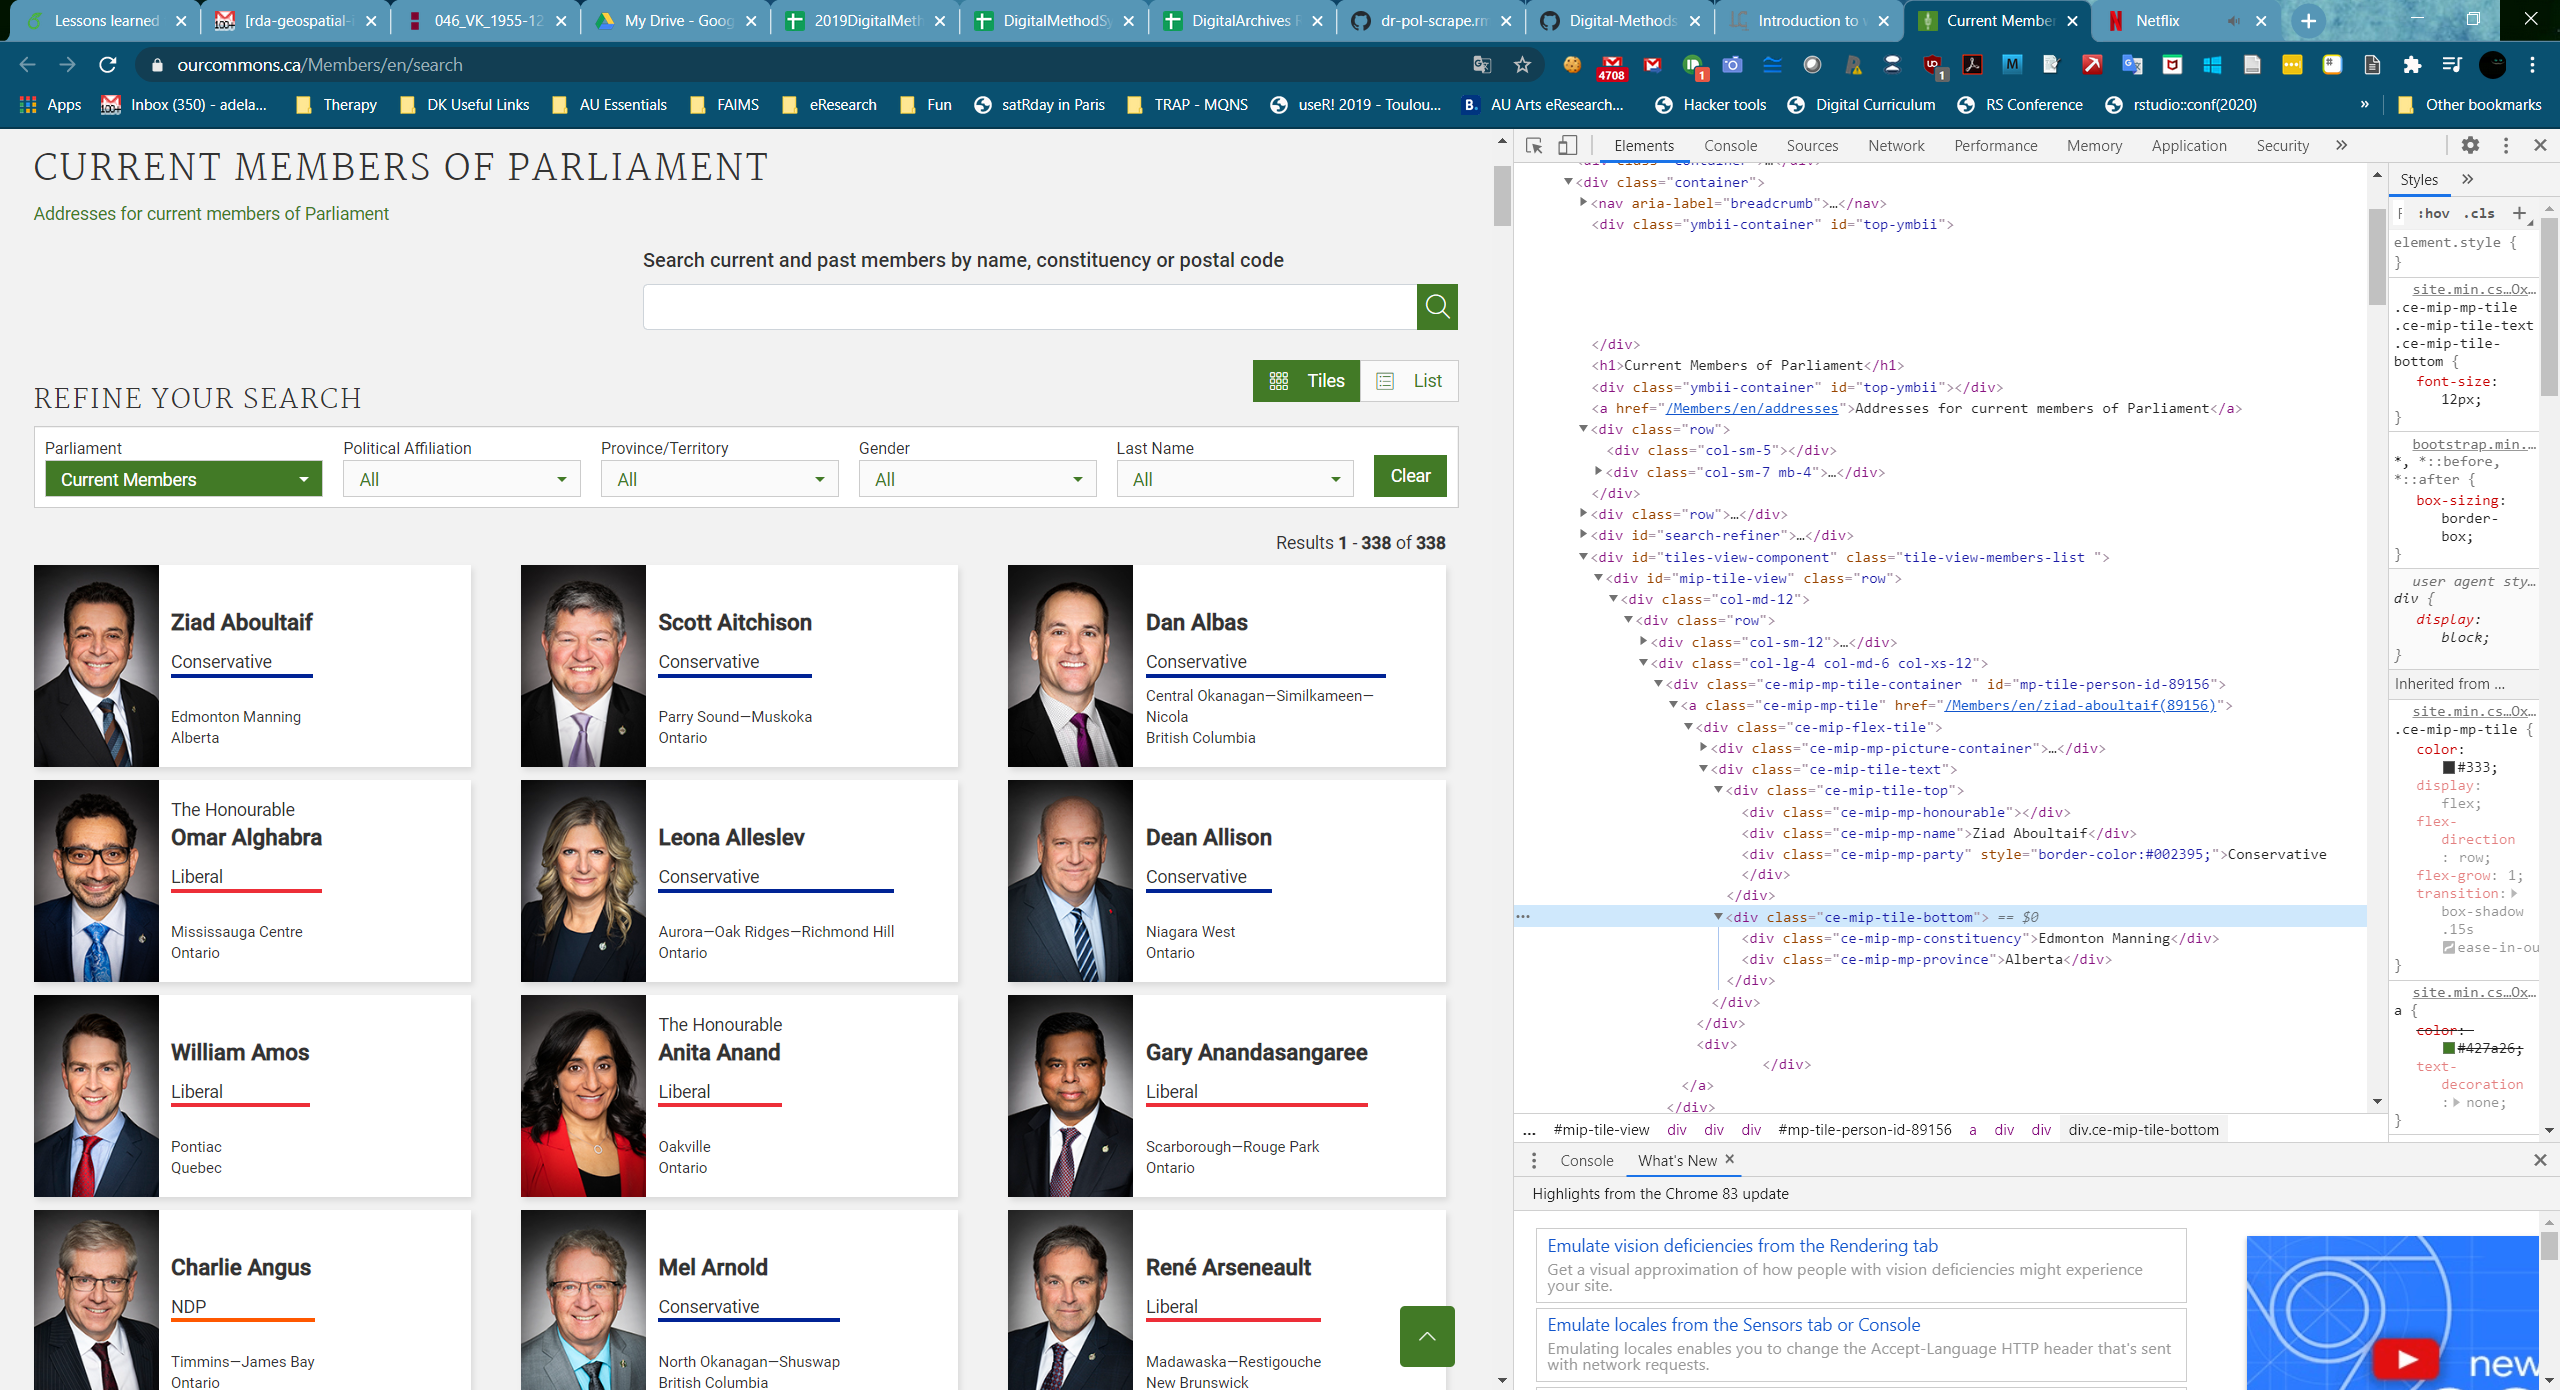 Lessons learned
[rda-geospatial-i
046_VK_1955-12
My Drive - Goog
2019DigitalMeth
DigitalMethodSy
DigitalArchives
dr-pol-scrape.rm
Digital-Methods
Introduction to
Current Member
Netflix
ourcommons.ca/Members/en/search
4708
1
1
Apps
Inbox (350) - adela...
Therapy
DK Useful Links
AU Essentials
FAIMS
eResearch
Fun
satRday in Paris
TRAP - MQNS
useR! 2019 - Toulou...
AU Arts eResearch...
Hacker tools
Digital Curriculum
RS Conference
rstudio::conf(2020)
»
Other bookmarks
CURRENT MEMBERS OF PARLIAMENT
Addresses for current members of Parliament
Search current and past members by name, constituency or postal code
REFINE YOUR SEARCH
Tiles
List
Parliament
Political Affiliation
Province/Territory
Gender
Last Name
Current Members
All
All
All
All
Clear
Results 1 - 338 of 338
Ziad Aboultaif
Conservative
Edmonton Manning
Alberta
Scott Aitchison
Conservative
Parry Sound—Muskoka
Ontario
Dan Albas
Conservative
Central Okanagan—Similkameen—
Nicola
British Columbia
The Honourable
Omar Alghabra
Liberal
Mississauga Centre
Ontario
Leona Alleslev
Conservative
Aurora—Oak Ridges—Richmond Hill
Ontario
Dean Allison
Conservative
Niagara West
Ontario
William Amos
Liberal
Pontiac
Quebec
The Honourable
Anita Anand
Liberal
Oakville
Ontario
Gary Anandasangaree
Liberal
Scarborough—Rouge Park
Ontario
Charlie Angus
NDP
Timmins—James Bay
Ontario
Mel Arnold
Conservative
North Okanagan—Shuswap
British Columbia
René Arseneault
Liberal
Madawaska—Restigouche
New Brunswick
Elements
Console
Sources
Network
Performance
Memory
Application
Security
»
<div class="container">
<nav aria-label="breadcrumb">…</nav>
<div class="ymbii-container" id="top-ymbii">
</div>
<h1>Current Members of Parliament</h1>
<div class="ymbii-container" id="top-ymbii"></div>
<a href="/Members/en/addresses">Addresses for current members of Parliament</a>
<div class="row">
<div class="col-sm-5"></div>
<div class="col-sm-7 mb-4">…</div>
</div>
<div class="row">…</div>
<div id="search-refiner">…</div>
<div id="tiles-view-component" class="tile-view-members-list ">
<div id="mip-tile-view" class="row">
<div class="col-md-12">
<div class="row">
<div class="col-sm-12">…</div>
<div class="col-lg-4 col-md-6 col-xs-12">
<div class="ce-mip-mp-tile-container " id="mp-tile-person-id-89156">
<a class="ce-mip-mp-tile" href="/Members/en/ziad-aboultaif(89156)">
<div class="ce-mip-flex-tile">
<div class="ce-mip-mp-picture-container">…</div>
<div class="ce-mip-tile-text">
<div class="ce-mip-tile-top">
<div class="ce-mip-mp-honourable"></div>
<div class="ce-mip-mp-name">Ziad Aboultaif</div>
<div class="ce-mip-mp-party" style="border-color:#002395;">Conservative
</div>
</div>
<div class="ce-mip-tile-bottom"> == $0
<div class="ce-mip-mp-constituency">Edmonton Manning</div>
<div class="ce-mip-mp-province">Alberta</div>
</div>
</div>
</div>
<div>
</div>
</a>
</div>
... #mip-tile-view div div div #mp-tile-person-id-89156 a div div div.ce-mip-tile-bottom
Styles »
:hov .cls +
element.style {
}
site.min.cs…Ox…
.ce-mip-mp-tile
.ce-mip-tile-text
.ce-mip-tile-
bottom {
font-size:
12px;
}
bootstrap.min.…
*, *::before,
*::after {
box-sizing:
border-
box;
}
user agent sty…
div {
display:
block;
}
Inherited from ...
site.min.cs…Ox…
.ce-mip-mp-tile {
color:
#333;
display:
flex;
flex-
direction
: row;
flex-grow: 1;
transition:
box-shadow
.15s
ease-in-ou
}
site.min.cs…Ox…
a {
color:
#427a26;
text-
decoration
: none;
}
Console
What's New
Highlights from the Chrome 83 update
Emulate vision deficiencies from the Rendering tab
Get a visual approximation of how people with vision deficiencies might experience
your site.
Emulate locales from the Sensors tab or Console
Emulating locales enables you to change the Accept-Language HTTP header that's sent
with network requests.
new